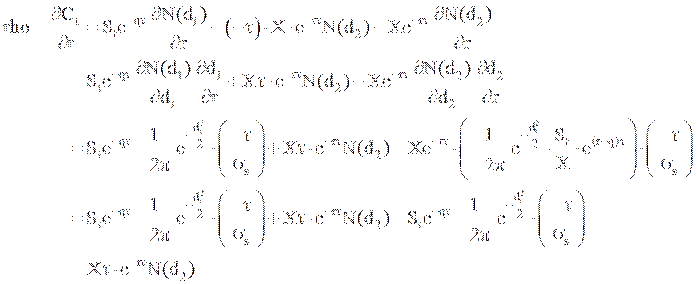 rho ∂C_t/∂r = S_t e^{-qτ} ∂N(d_1)/∂r - (-τ)·X·e^{-rτ}N(d_2) - Xe^{-rτ} ∂N(d_2)/∂r
S_t e^{-qτ} ∂N(d_1)/∂d_1 ∂d_1/∂r + Xτ·e^{-rτ}N(d_2) - Xe^{-rτ} ∂N(d_2)/∂d_2 ∂d_2/∂r
= S_t e^{-qτ} 1/2π e^{-d_1²/2}·(τ/σ_s) + Xτ·e^{-rτ}N(d_2) Xe^{-rτ}·(1/2π e^{-d_1²/2}·S_t/X·e^{(r-q)τ})·(τ/σ_s)
= S_t e^{-qτ} 1/2π e^{-d_1²/2}·(τ/σ_s) + Xτ·e^{-rτ}N(d_2) S_t e^{-qτ} 1/2π e^{-d_1²/2}·(τ/σ_s)
Xτ·e^{-rτ}N(d_2)